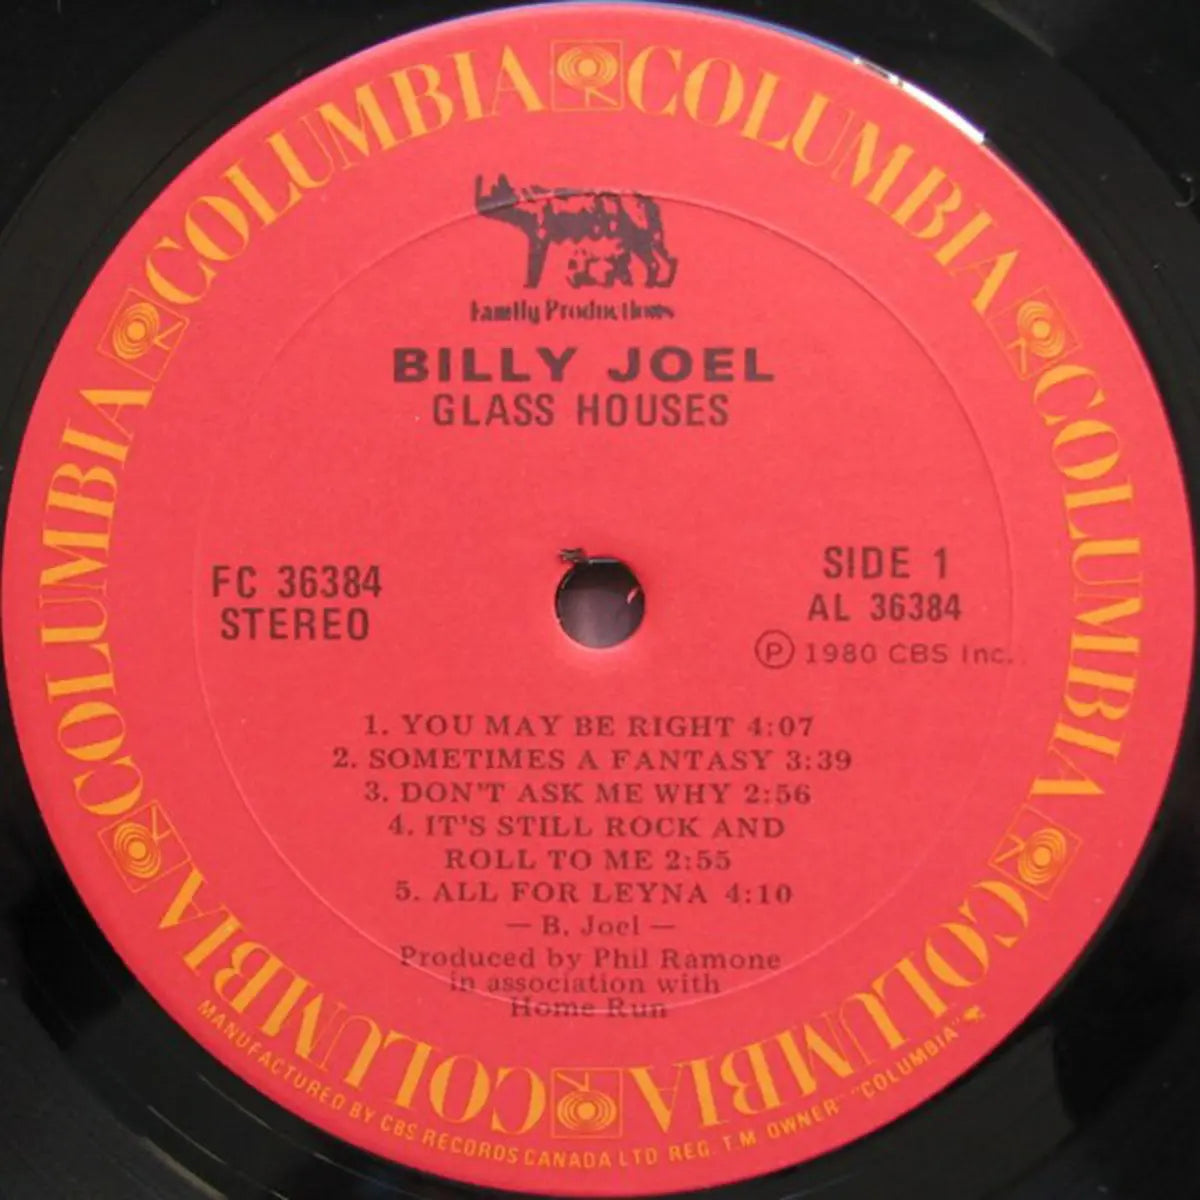 COLUMBIA COLUMBIA COLUMBIA COLUMBIA COLUMBIA COLUMBIA
Family Productions
BILLY JOEL
GLASS HOUSES
FC 36384
STEREO
SIDE 1
AL 36384
Ⓟ 1980 CBS Inc.
1. YOU MAY BE RIGHT 4:07
2. SOMETIMES A FANTASY 3:39
3. DON'T ASK ME WHY 2:56
4. IT'S STILL ROCK AND
ROLL TO ME 2:55
5. ALL FOR LEYNA 4:10
— B. Joel —
Produced by Phil Ramone
in association with
Home Run
MANUFACTURED BY CBS RECORDS CANADA LTD REG. T.M. OWNER "COLUMBIA"